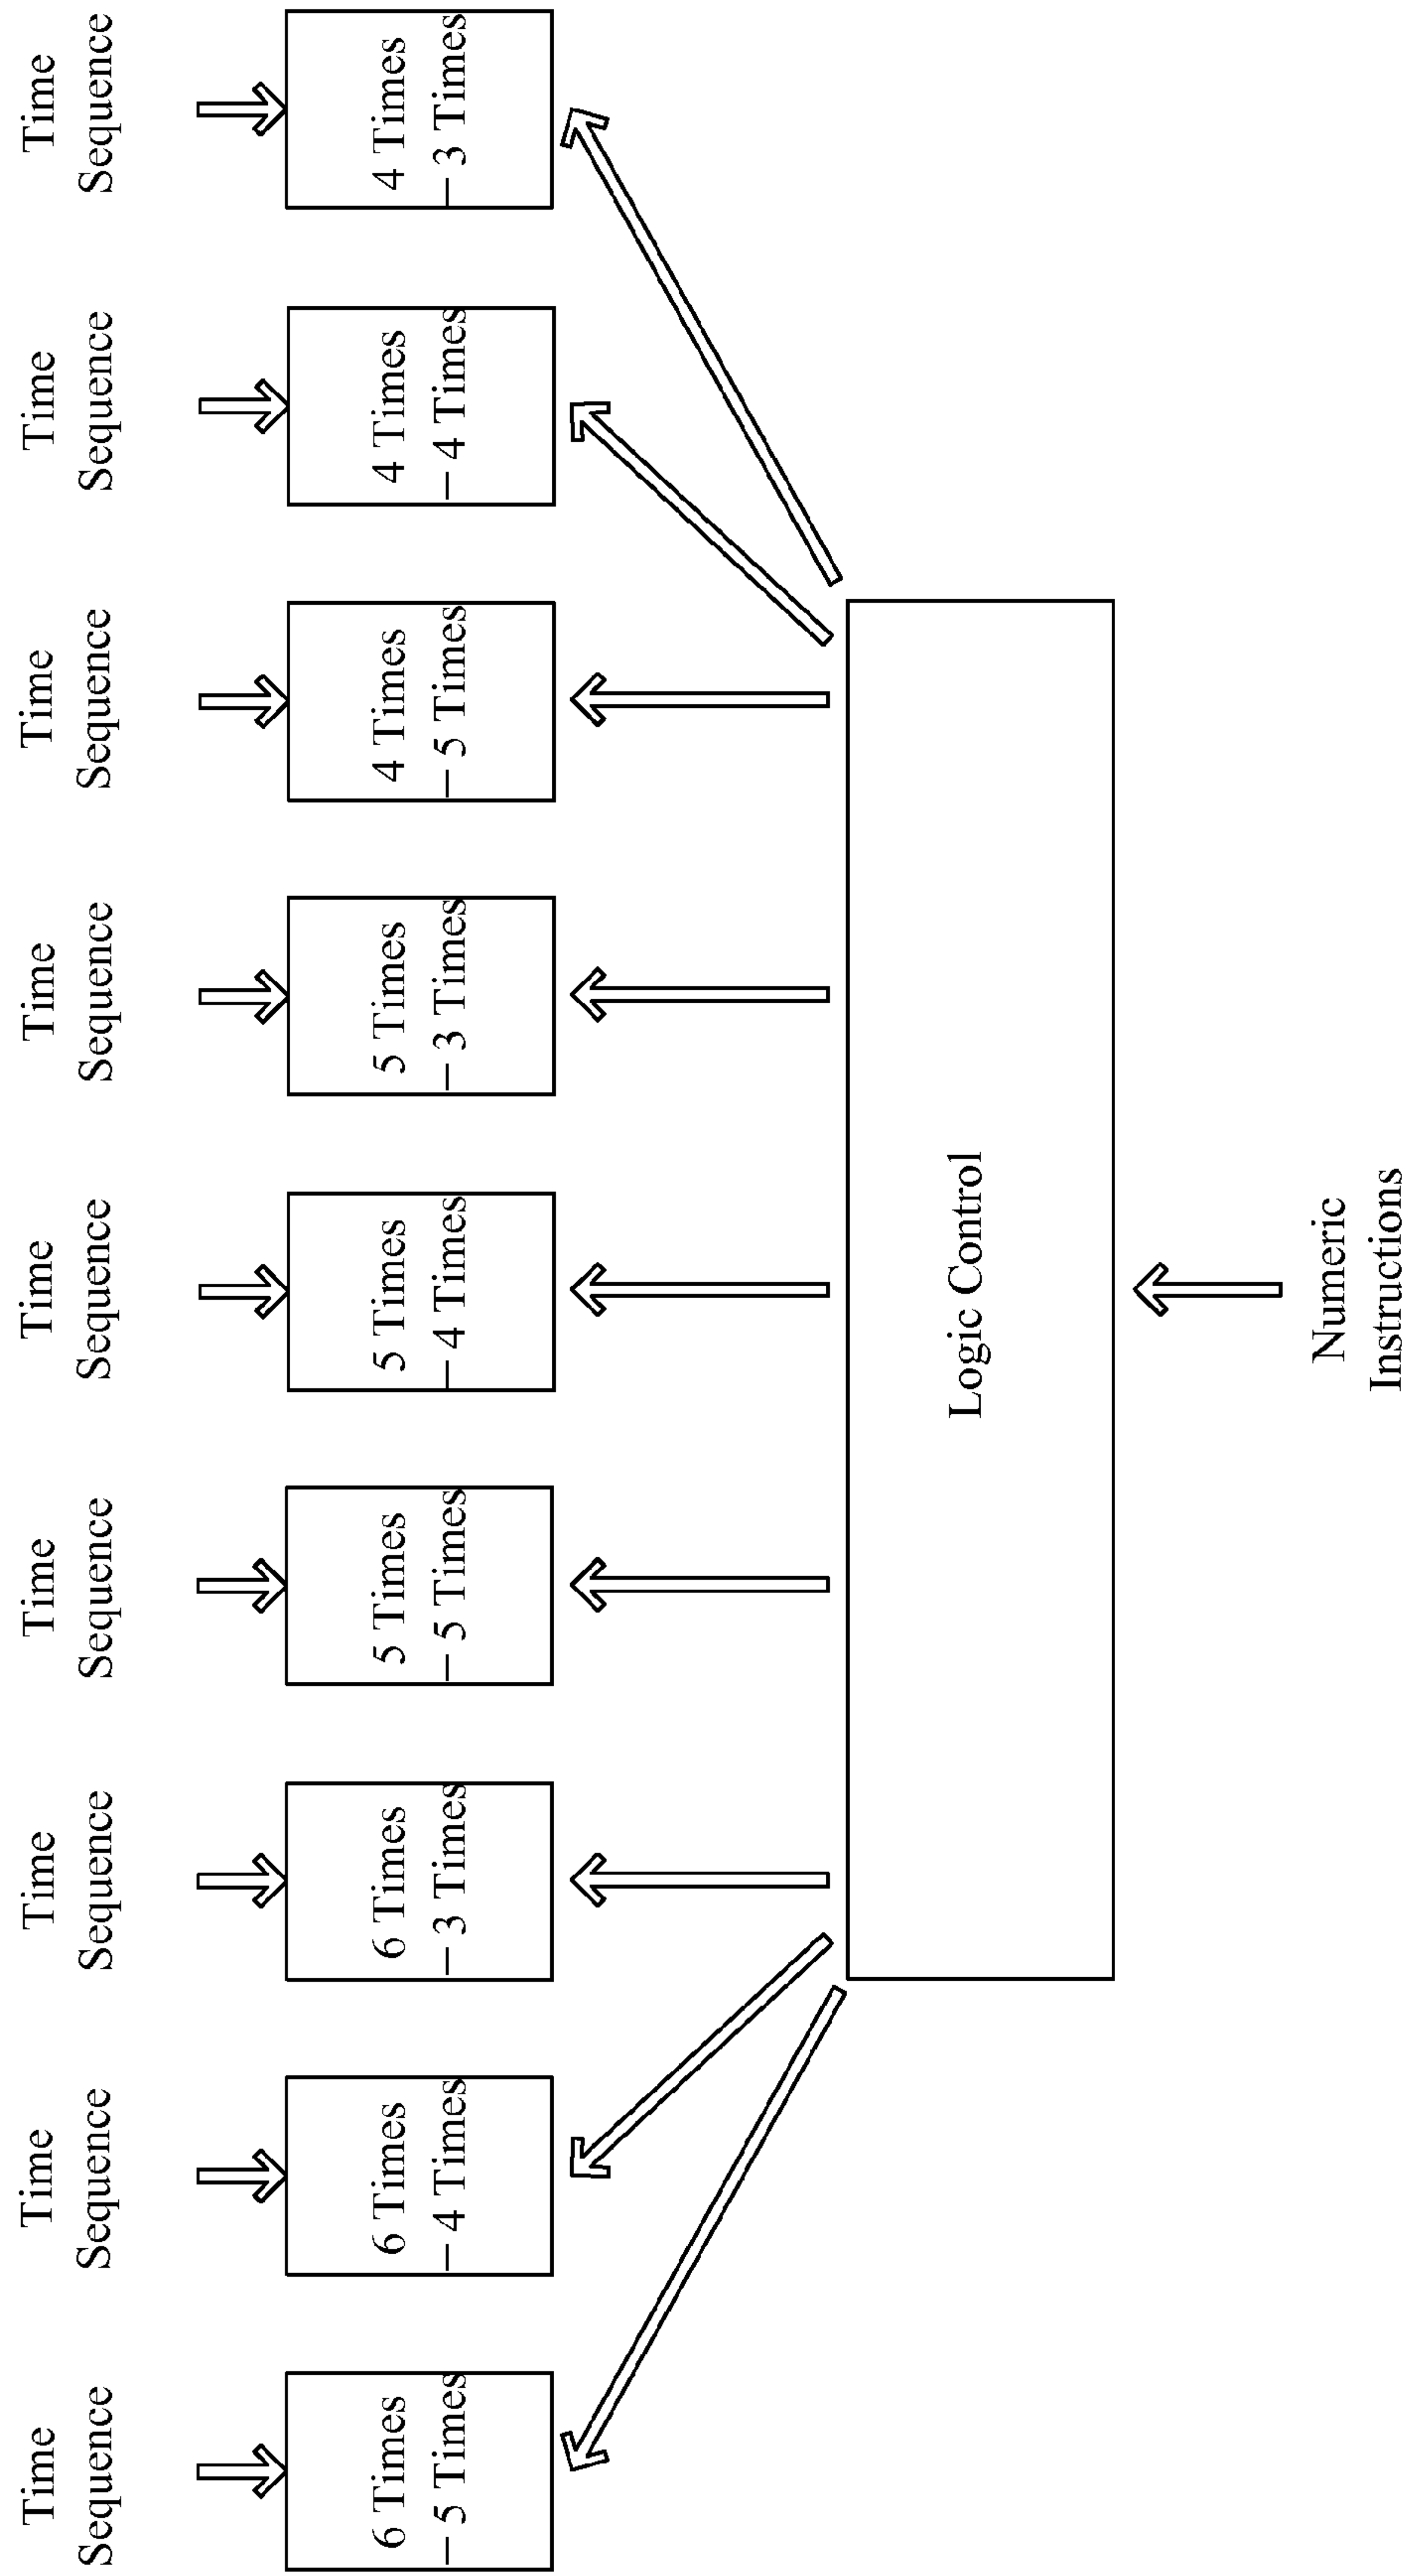 Time
Sequence
Time
Sequence
Time
Sequence
Time
Sequence
Time
Sequence
Time
Sequence
Time
Sequence
Time
Sequence
Time
Sequence
6 Times
– 5 Times
6 Times
– 4 Times
6 Times
– 3 Times
5 Times
– 5 Times
5 Times
– 4 Times
5 Times
– 3 Times
4 Times
– 5 Times
4 Times
– 4 Times
4 Times
– 3 Times
Logic Control
Numeric
Instructions